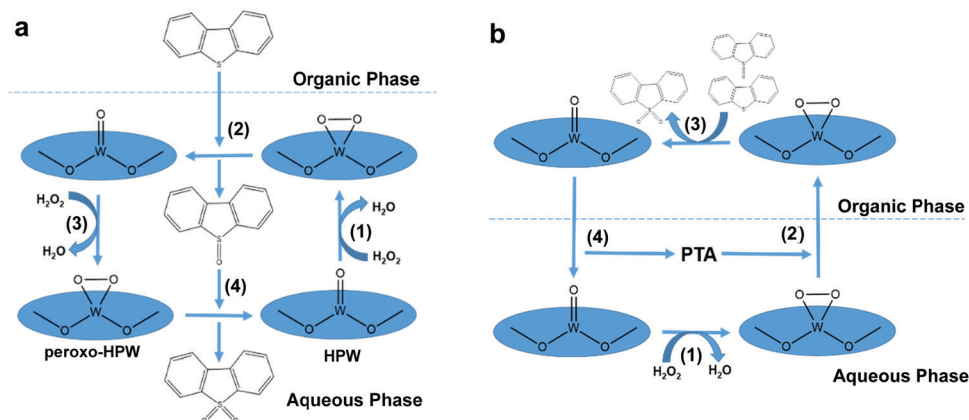 a
S
Organic Phase
O
W
O O
(2)
O O
W
O O
H₂O₂
(3)
H₂O
S
O
H₂O
(1)
H₂O₂
O O
W
O O
peroxo-HPW
(4)
O
W
O O
HPW
S
O O
Aqueous Phase
b
S
O
S
S
O O
(3)
O
W
O O
O O
W
O O
Organic Phase
(4)
PTA
(2)
O
W
O O
H₂O₂
(1)
H₂O
O O
W
O O
Aqueous Phase